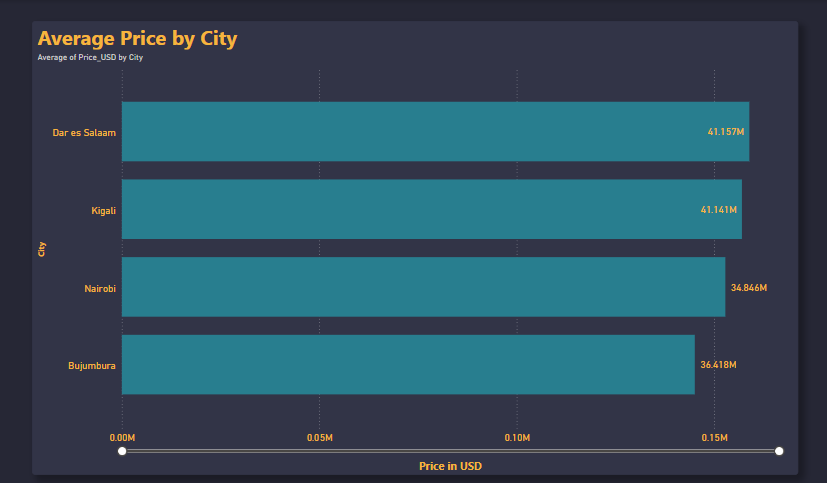 Average Price by City
Average of Price_USD by City
Dar es Salaam
41.157M
Kigali
41.141M
City
Nairobi
34.846M
Bujumbura
36.418M
0.00M
0.05M
0.10M
0.15M
Price in USD